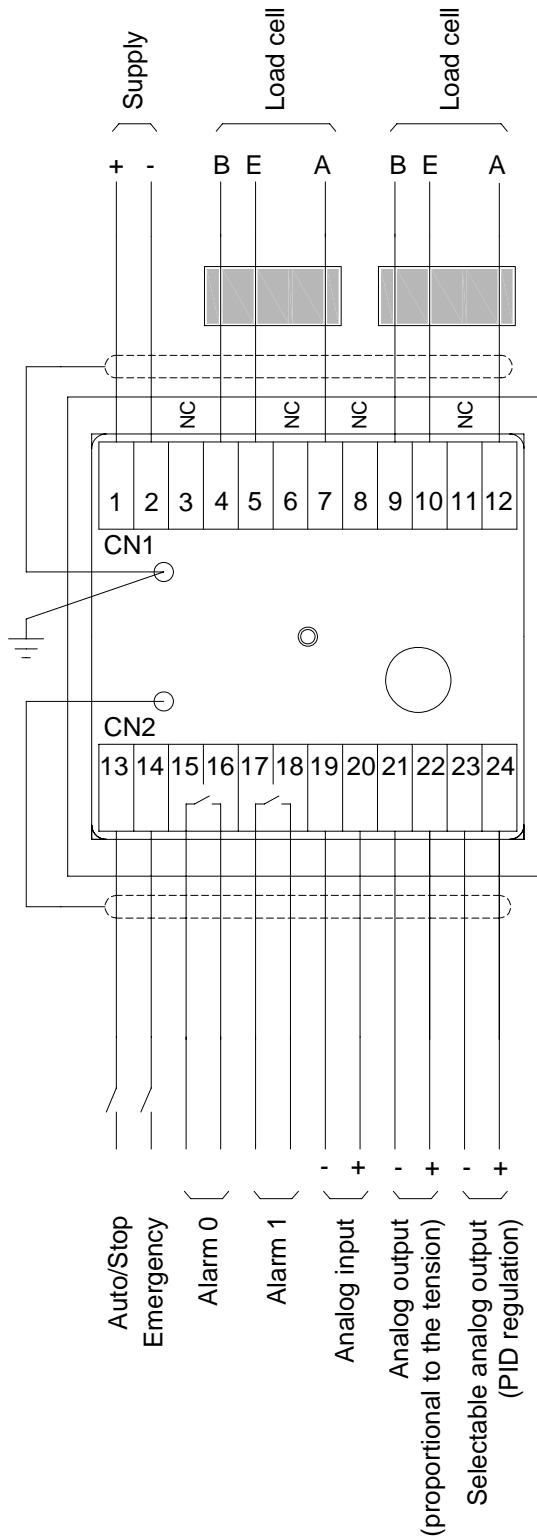 Supply
Load cell
Load cell
+ - B E A B E A
NC NC NC NC
1 2 3 4 5 6 7 8 9 10 11 12
CN1
CN2
13 14 15 16 17 18 19 20 21 22 23 24
- + - + - +
Auto/Stop
Emergency
Alarm 0
Alarm 1
Analog input
Analog output
(proportional to the tension)
Selectable analog output
(PID regulation)